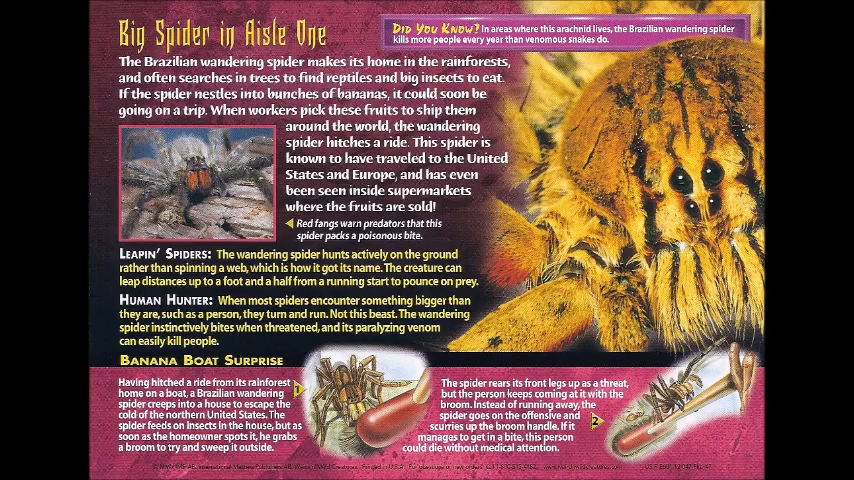 Big Spider in Aisle One
DID YOU KNOW? In areas where this arachnid lives, the Brazilian wandering spider
kills more people every year than venomous snakes do.
The Brazilian wandering spider makes its home in the rainforests,
and often searches in trees to find reptiles and big insects to eat.
If the spider nestles into bunches of bananas, it could soon be
going on a trip. When workers pick these fruits to ship them
around the world, the wandering
spider hitches a ride. This spider is
known to have traveled to the United
States and Europe, and has even
been seen inside supermarkets
where the fruits are sold!
Red fangs warn predators that this
spider packs a poisonous bite.
LEAPIN' SPIDERS: The wandering spider hunts actively on the ground
rather than spinning a web, which is how it got its name. The creature can
leap distances up to a foot and a half from a running start to pounce on prey.
HUMAN HUNTER: When most spiders encounter something bigger than
they are, such as a person, they turn and run. Not this beast. The wandering
spider instinctively bites when threatened, and its paralyzing venom
can easily kill people.
BANANA BOAT SURPRISE
Having hitched a ride from its rainforest
home on a boat, a Brazilian wandering
spider creeps into a house to escape the
cold of the northern United States. The
spider feeds on insects in the house, but as
soon as the homeowner spots it, he grabs
a broom to try and sweep it outside.
1
The spider rears its front legs up as a threat,
but the person keeps coming at it with the
broom. Instead of running away, the
spider goes on the offensive and
scurries up the broom handle. If it
manages to get in a bite, this person
could die without medical attention.
2
International Masters Publishers AB, Printed in U.S.A.